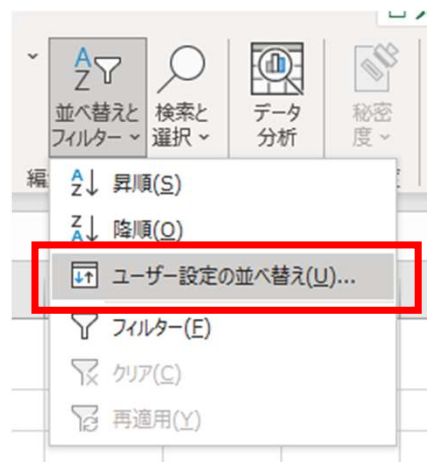 並べ替えと 検索と データ 秘密
フィルター 選択 分析 度
編
昇順(S)
降順(O)
ユーザー設定の並べ替え(U)...
フィルター(F)
クリア(C)
再適用(Y)